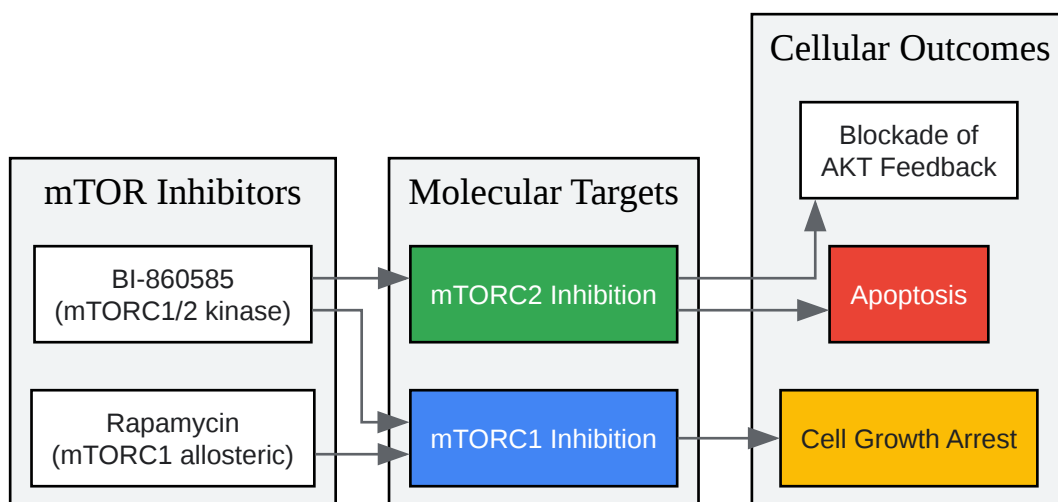 mTOR Inhibitors
BI-860585
(mTORC1/2 kinase)
Rapamycin
(mTORC1 allosteric)
Molecular Targets
mTORC2 Inhibition
mTORC1 Inhibition
Cellular Outcomes
Blockade of
AKT Feedback
Apoptosis
Cell Growth Arrest